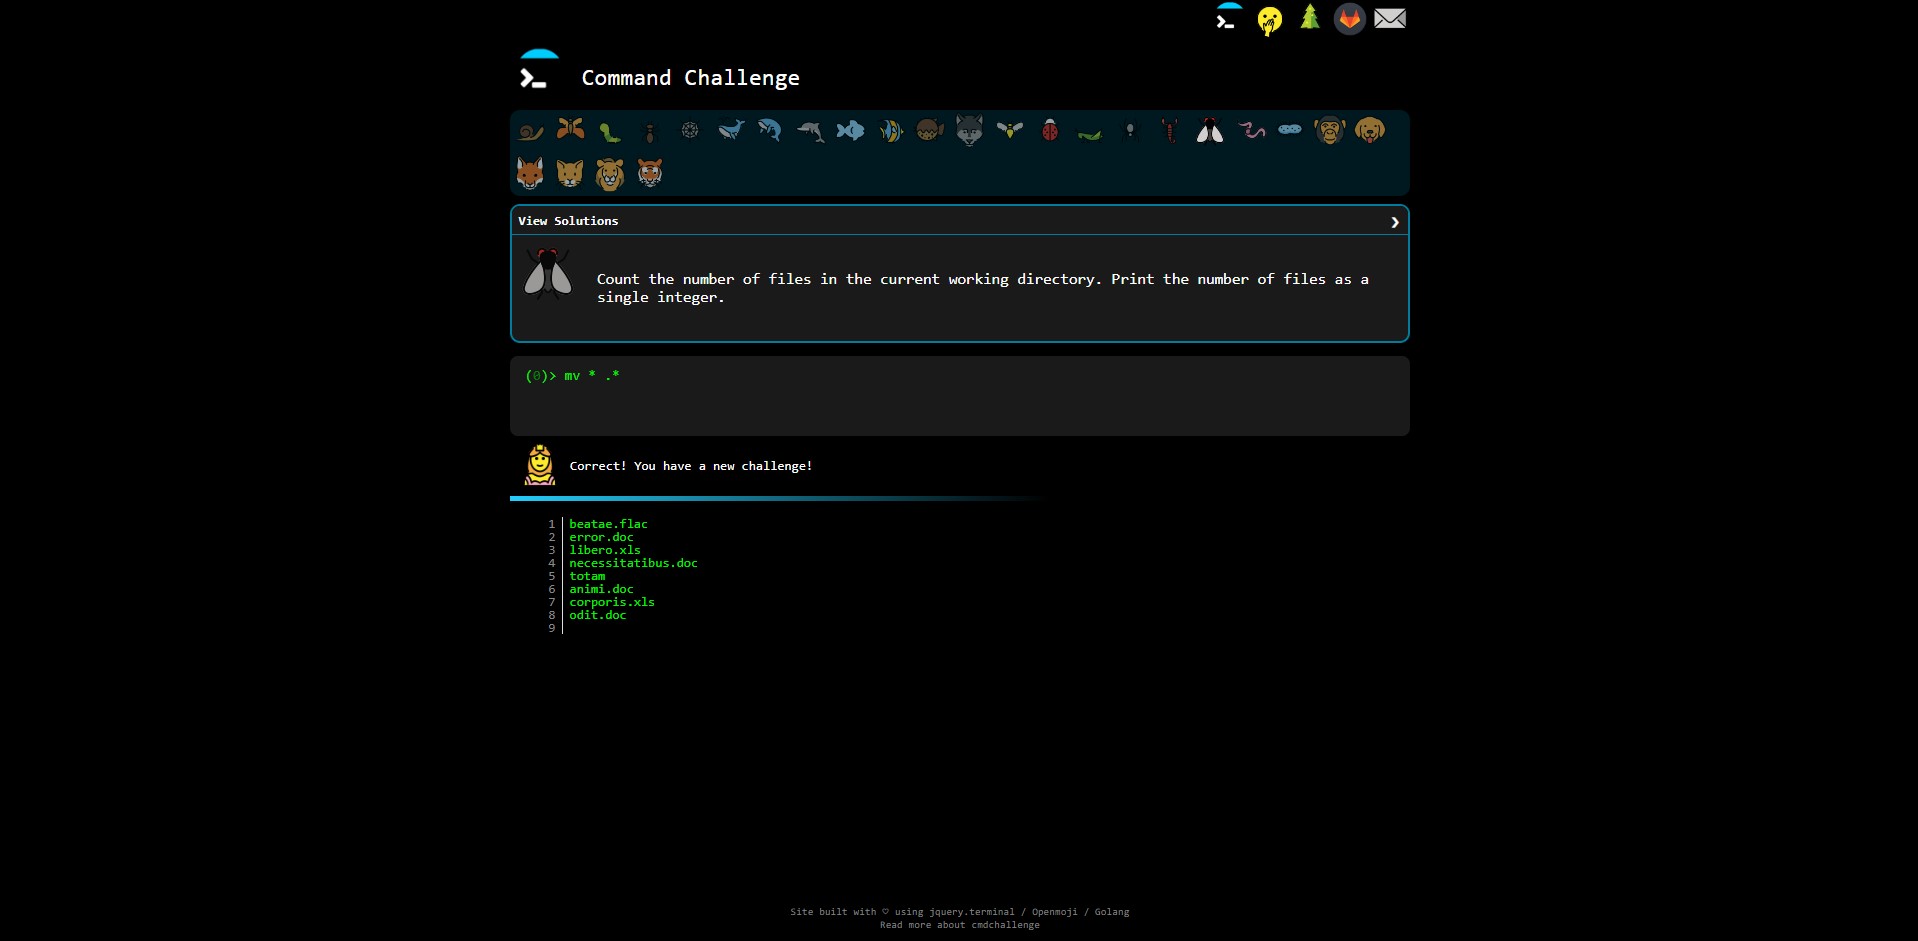 Command Challenge
View Solutions
Count the number of files in the current working directory. Print the number of files as a
single integer.
(0)> mv * .*
Correct! You have a new challenge!
1 beatae.flac
2 error.doc
3 libero.xls
4 necessitatibus.doc
5 totam
6 animi.doc
7 corporis.xls
8 odit.doc
9
Site built with ♡ using jquery.terminal / Openmoji / Golang
Read more about cmdchallenge